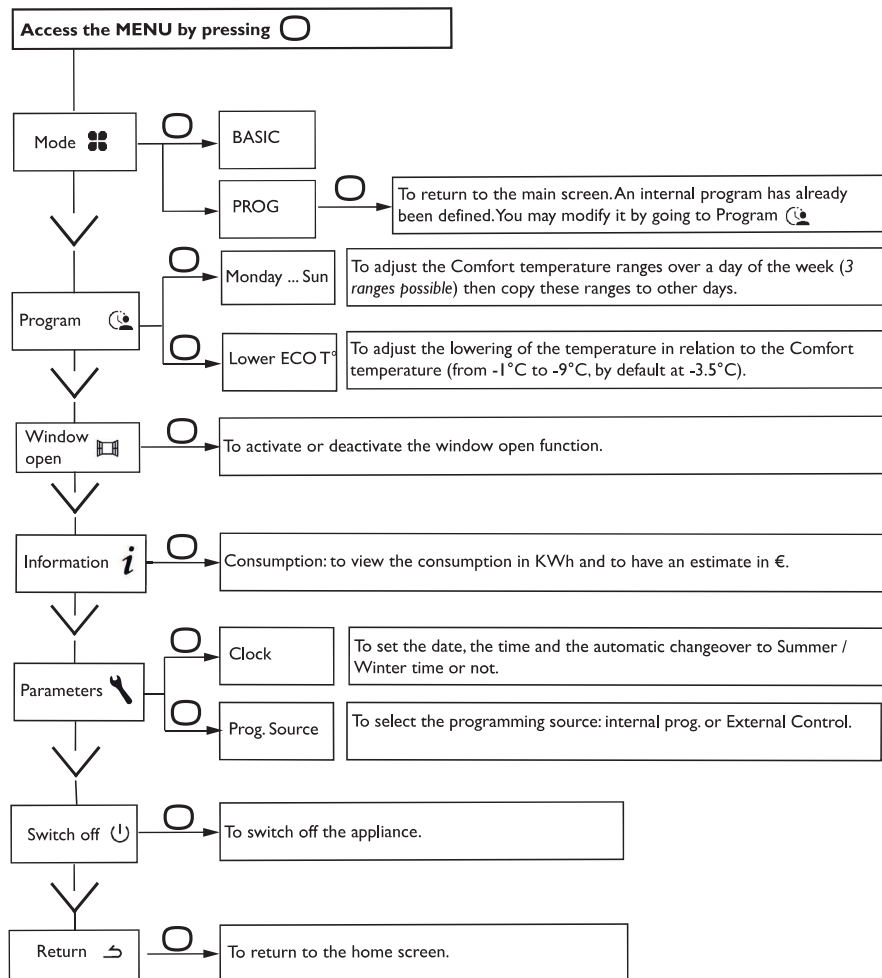 Access the MENU by pressing
Mode
BASIC
PROG
To return to the main screen. An internal program has already
been defined. You may modify it by going to Program
Program
Monday ... Sun
To adjust the Comfort temperature ranges over a day of the week (3
ranges possible) then copy these ranges to other days.
Lower ECO T°
To adjust the lowering of the temperature in relation to the Comfort
temperature (from -1°C to -9°C, by default at -3.5°C).
Window
open
To activate or deactivate the window open function.
Information i
Consumption: to view the consumption in KWh and to have an estimate in €.
Parameters
Clock
To set the date, the time and the automatic changeover to Summer /
Winter time or not.
Prog. Source
To select the programming source: internal prog. or External Control.
Switch off
To switch off the appliance.
Return
To return to the home screen.